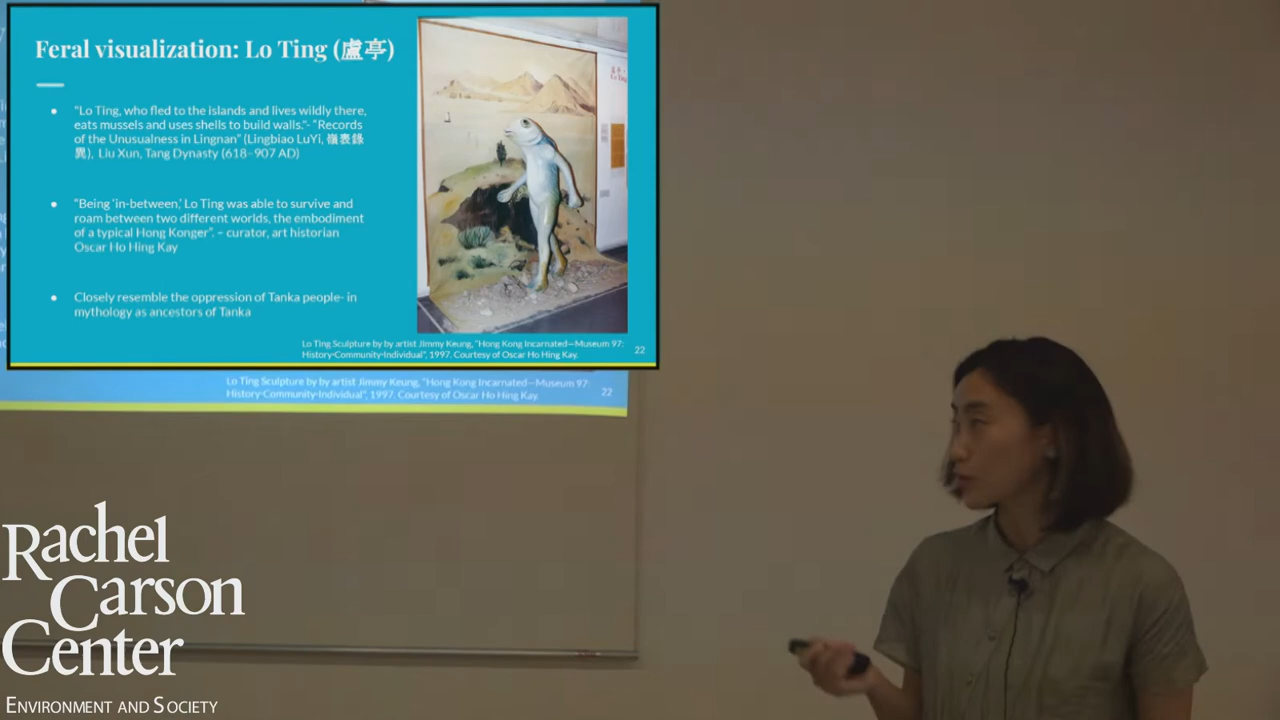 Feral visualization: Lo Ting (盧亭)
● "Lo Ting, who fled to the islands and lives wildly there,
eats mussels and uses shells to build walls."- "Records
of the Unusualness in Lingnan" (Lingbiao LuYi, 嶺表錄
異), Liu Xun, Tang Dynasty (618–907 AD)
● "Being 'in-between,' Lo Ting was able to survive and
roam between two different worlds, the embodiment
of a typical Hong Konger". – curator, art historian
Oscar Ho Hing Kay
● Closely resemble the oppression of Tanka people- in
mythology as ancestors of Tanka
Lo Ting Sculpture by by artist Jimmy Keung, "Hong Kong Incarnated—Museum 97:
History·Community·Individual", 1997. Courtesy of Oscar Ho Hing Kay.
22
Lo Ting Sculpture by by artist Jimmy Keung, "Hong Kong Incarnated—Museum 97:
History·Community·Individual", 1997. Courtesy of Oscar Ho Hing Kay.
22
Rachel
Carson
Center
ENVIRONMENT AND SOCIETY